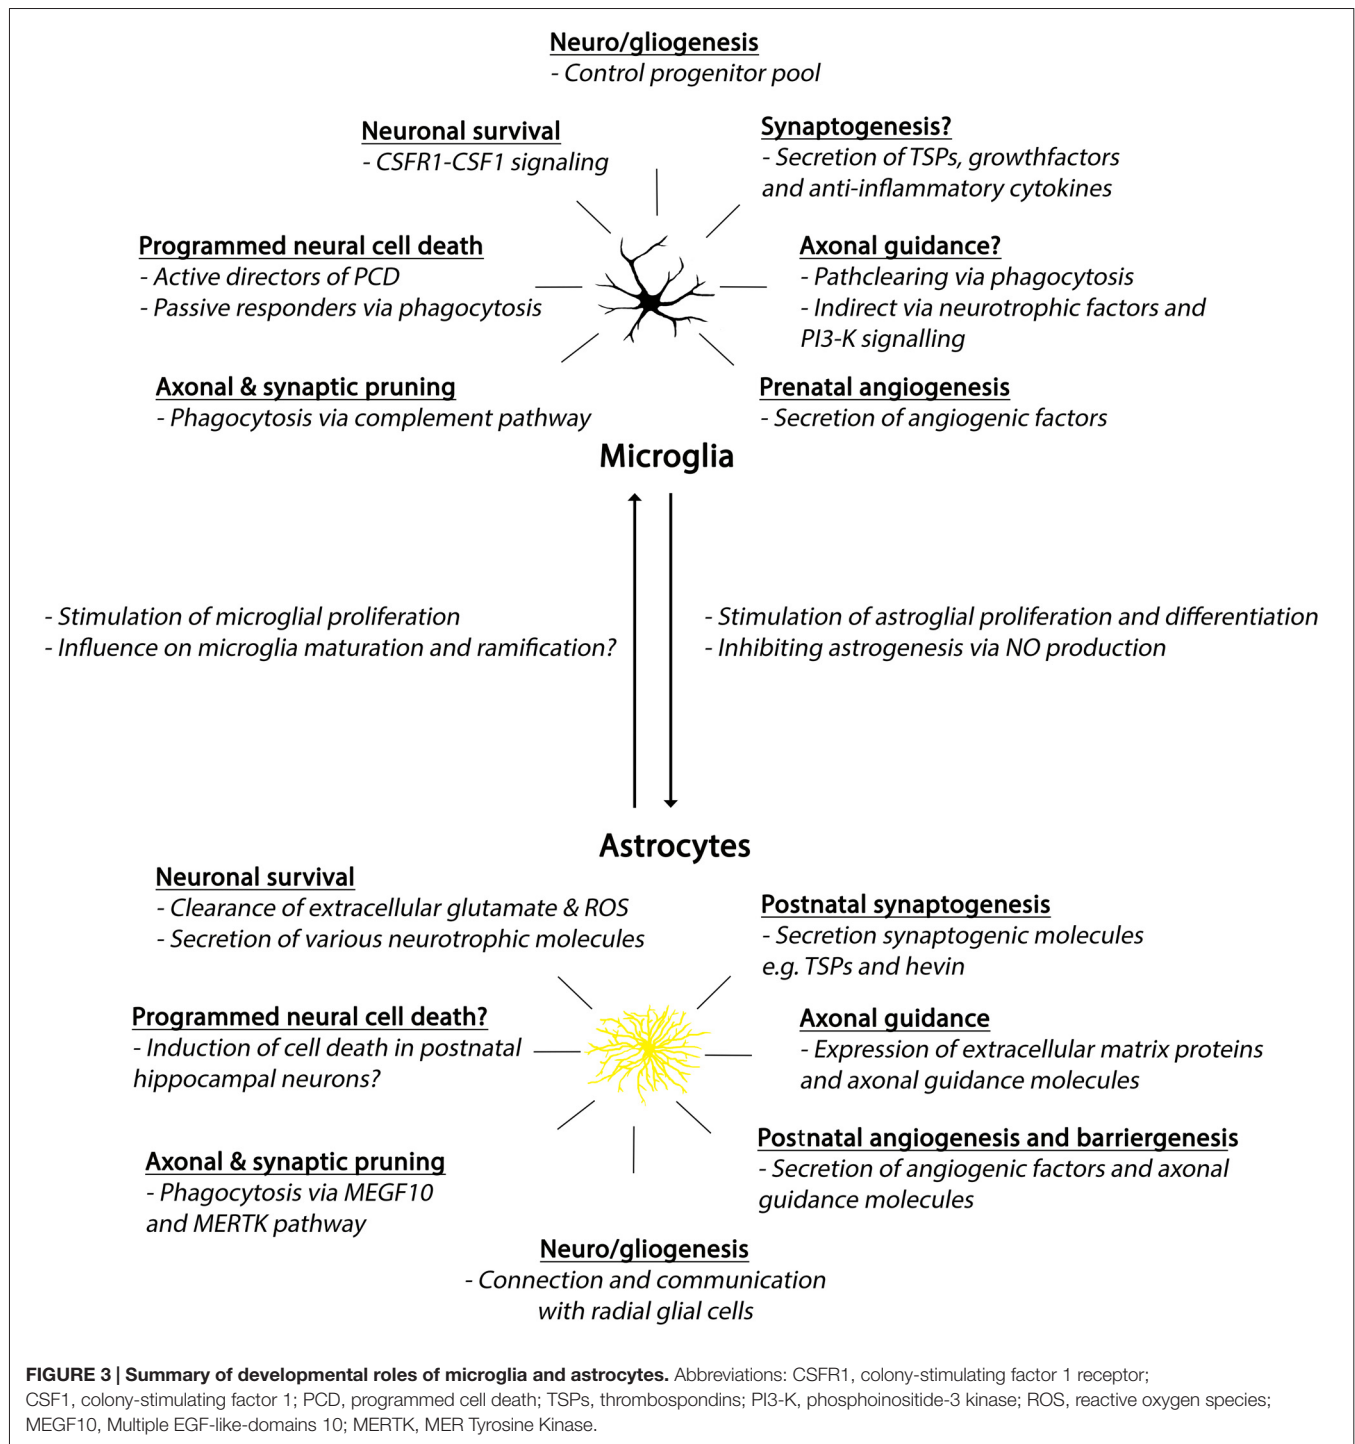 Neuro/gliogenesis
- Control progenitor pool
Neuronal survival
- CSFR1-CSF1 signaling
Synaptogenesis?
- Secretion of TSPs, growthfactors
and anti-inflammatory cytokines
Programmed neural cell death
- Active directors of PCD
- Passive responders via phagocytosis
Axonal guidance?
- Pathclearing via phagocytosis
- Indirect via neurotrophic factors and
PI3-K signalling
Axonal & synaptic pruning
- Phagocytosis via complement pathway
Prenatal angiogenesis
- Secretion of angiogenic factors
Microglia
- Stimulation of microglial proliferation
- Influence on microglia maturation and ramification?
- Stimulation of astroglial proliferation and differentiation
- Inhibiting astrogenesis via NO production
Astrocytes
Neuronal survival
- Clearance of extracellular glutamate & ROS
- Secretion of various neurotrophic molecules
Postnatal synaptogenesis
- Secretion synaptogenic molecules
e.g. TSPs and hevin
Programmed neural cell death?
- Induction of cell death in postnatal
hippocampal neurons?
Axonal guidance
- Expression of extracellular matrix proteins
and axonal guidance molecules
Axonal & synaptic pruning
- Phagocytosis via MEGF10
and MERTK pathway
Postnatal angiogenesis and barriergenesis
- Secretion of angiogenic factors and axonal
guidance molecules
Neuro/gliogenesis
- Connection and communication
with radial glial cells
FIGURE 3 | Summary of developmental roles of microglia and astrocytes. Abbreviations: CSFR1, colony-stimulating factor 1 receptor;
CSF1, colony-stimulating factor 1; PCD, programmed cell death; TSPs, thrombospondins; PI3-K, phosphoinositide-3 kinase; ROS, reactive oxygen species;
MEGF10, Multiple EGF-like-domains 10; MERTK, MER Tyrosine Kinase.